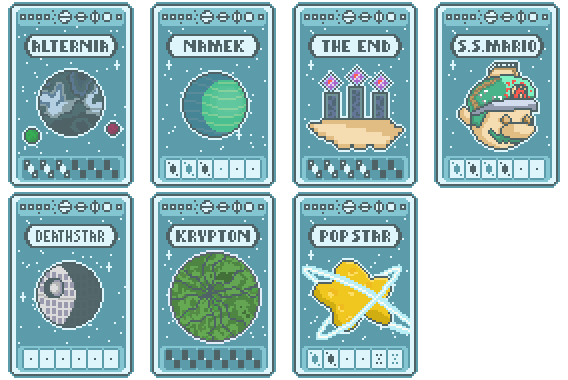 ALTERNIA
NAMEK
THE END
S.S.MARIO
DEATHSTAR
KRYPTON
POP STAR